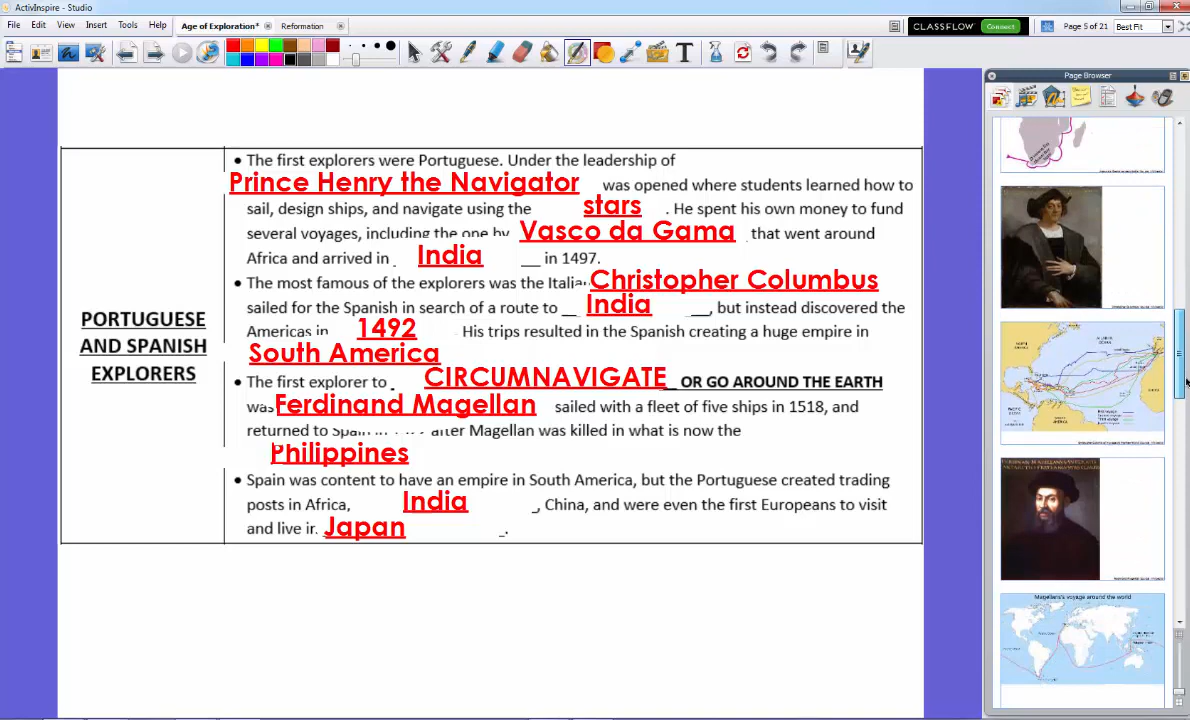 ActivInspire - Studio
File Edit View Insert Tools Help Age of Exploration* Reformation CLASSFLOW Connect Page 5 of 21 Best Fit
Page Browser
• The first explorers were Portuguese. Under the leadership of
Prince Henry the Navigator was opened where students learned how to
sail, design ships, and navigate using the stars . He spent his own money to fund
several voyages, including the one by Vasco da Gama that went around
Africa and arrived in _ India __ in 1497.
• The most famous of the explorers was the Italia Christopher Columbus
sailed for the Spanish in search of a route to __ India __, but instead discovered the
Americas in 1492 His trips resulted in the Spanish creating a huge empire in
South America
PORTUGUESE
AND SPANISH
EXPLORERS
• The first explorer to _ CIRCUMNAVIGATE __ OR GO AROUND THE EARTH
was Ferdinand Magellan sailed with a fleet of five ships in 1518, and
returned to Spain in after Magellan was killed in what is now the
Philippines
• Spain was content to have an empire in South America, but the Portuguese created trading
posts in Africa, India _, China, and were even the first Europeans to visit
and live in Japan _.
Magellan's voyage around the world